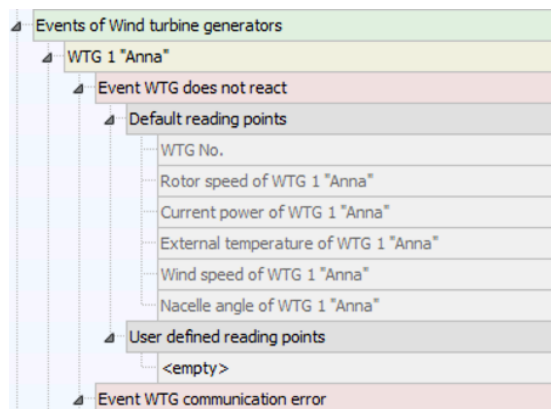 Events of Wind turbine generators
WTG 1 "Anna"
Event WTG does not react
Default reading points
WTG No.
Rotor speed of WTG 1 "Anna"
Current power of WTG 1 "Anna"
External temperature of WTG 1 "Anna"
Wind speed of WTG 1 "Anna"
Nacelle angle of WTG 1 "Anna"
User defined reading points
<empty>
Event WTG communication error